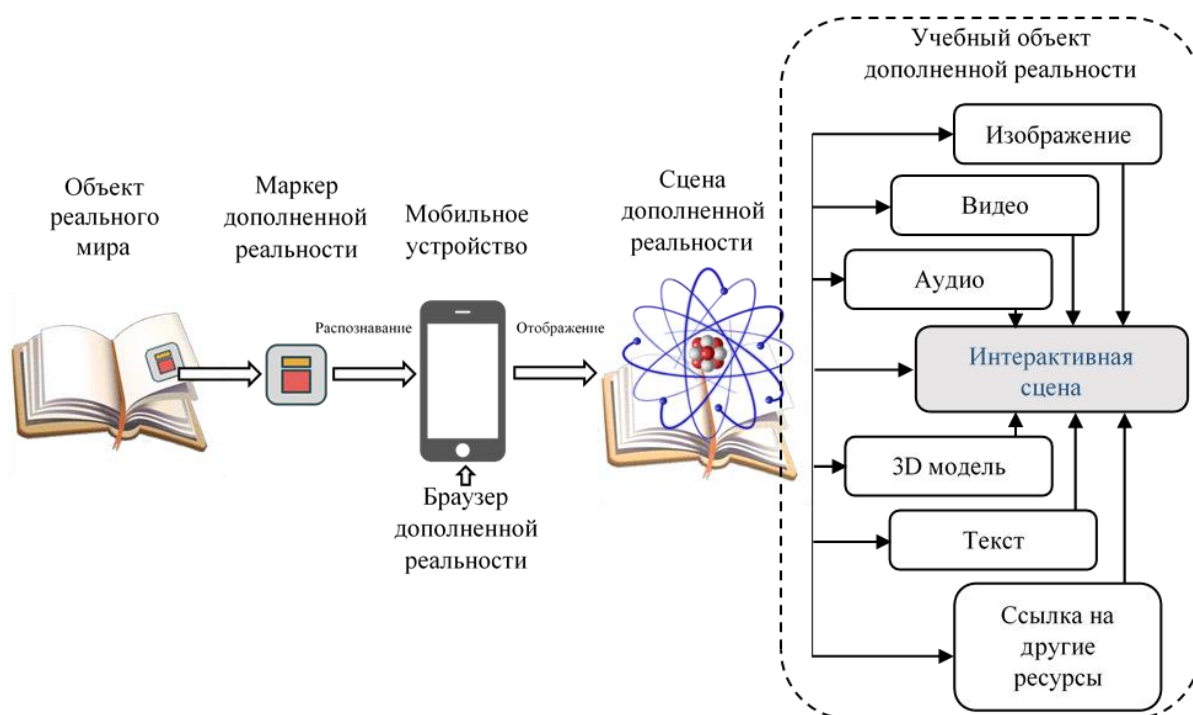 Учебный объект
дополненной реальности
Изображение
Видео
Аудио
Интерактивная
сцена
3D модель
Текст
Ссылка на
другие
ресурсы
Объект
реального
мира
Маркер
дополненной
реальности
Распознавание
Мобильное
устройство
Отображение
Браузер
дополненной
реальности
Сцена
дополненной
реальности